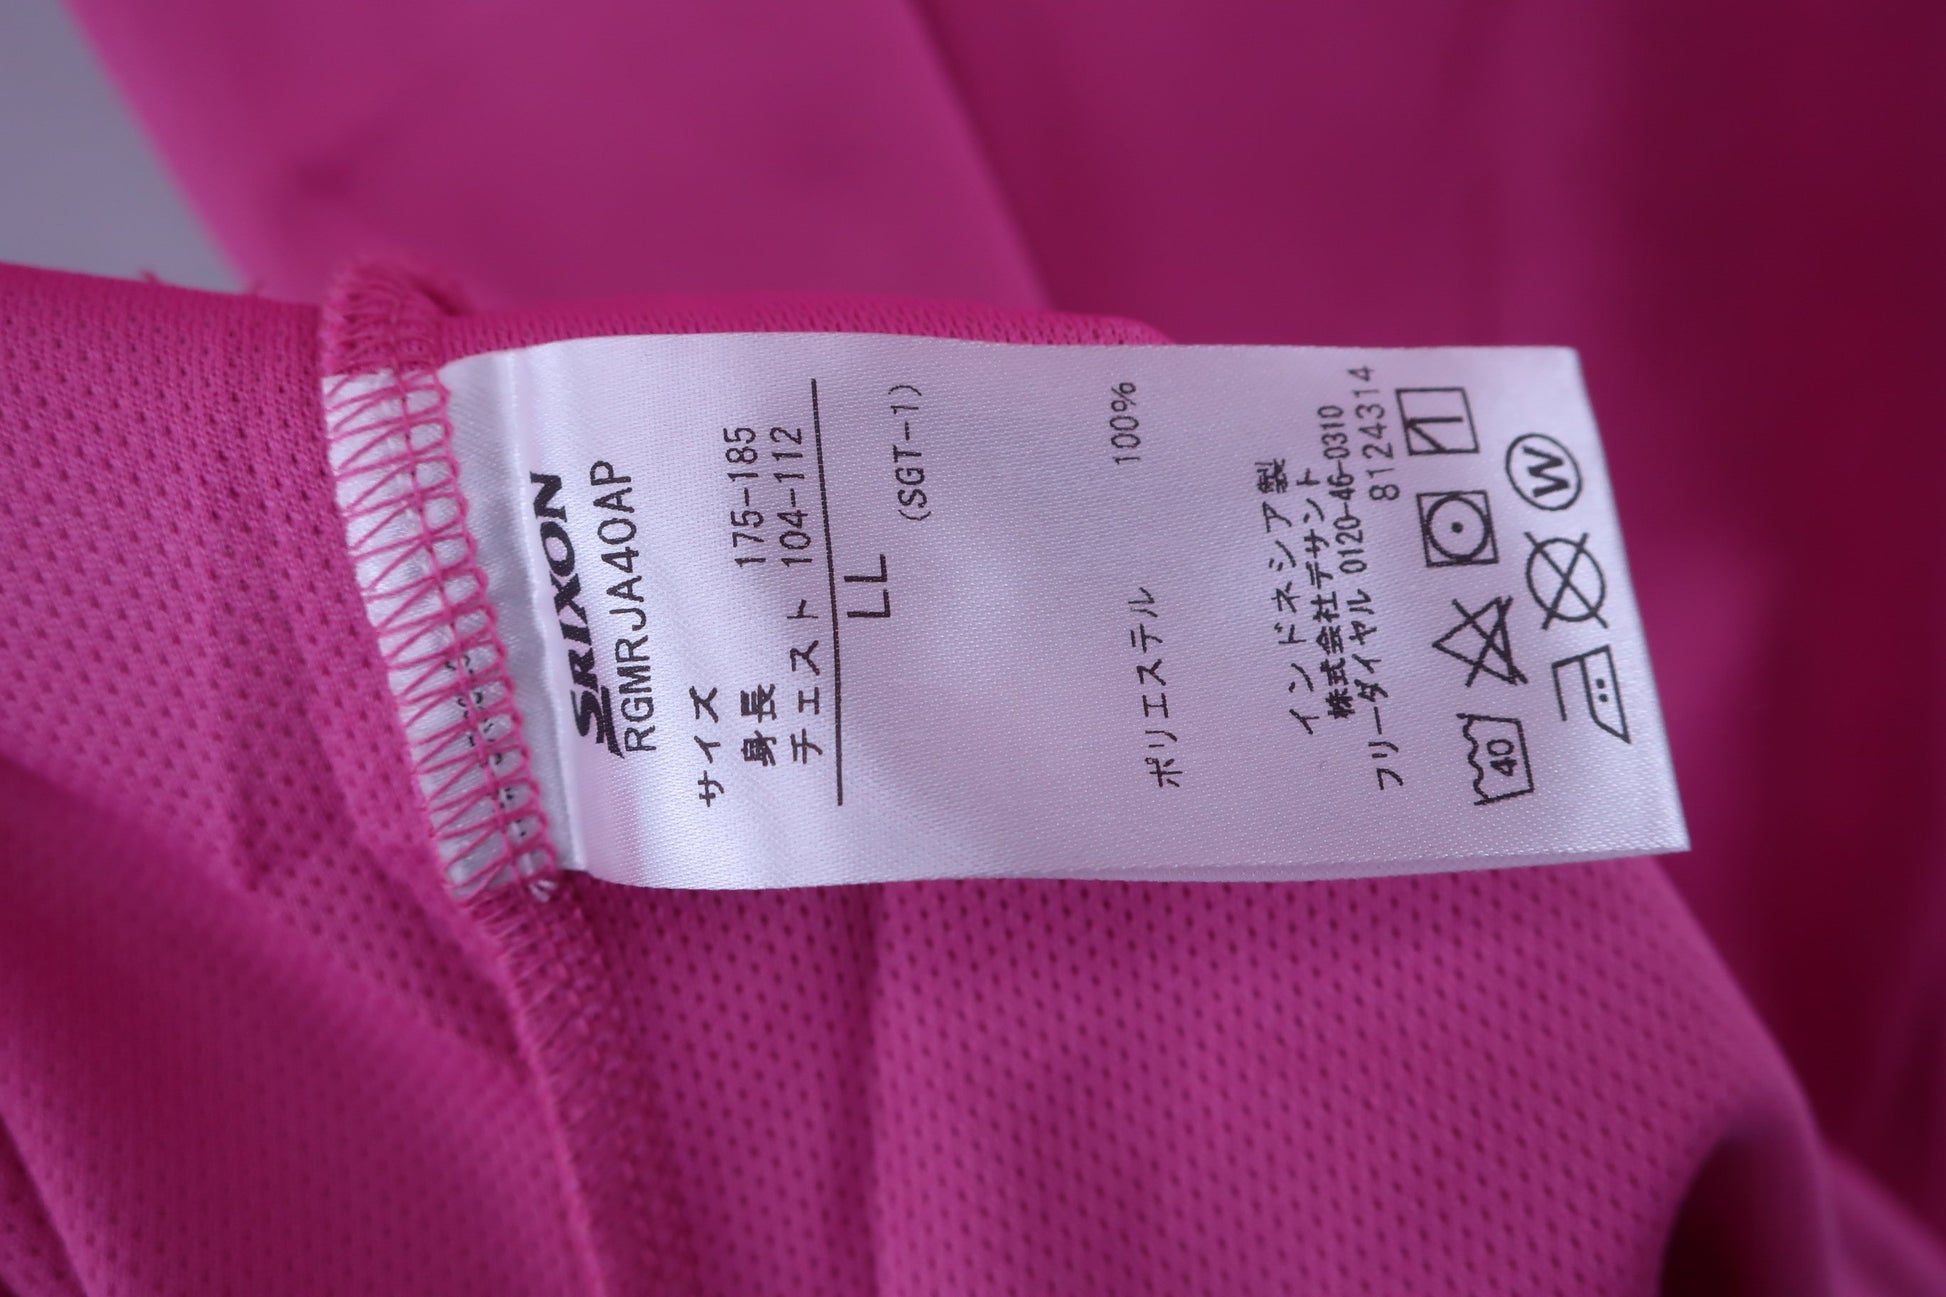 SRIXON
RGMRJA40AP
サイズ
身長 175-185
チェスト 104-112
LL
(SGT-1)
ポリエステル 100%
インドネシア製
株式会社デサント
フリーダイヤル 0120-46-0310
8124314
40
W